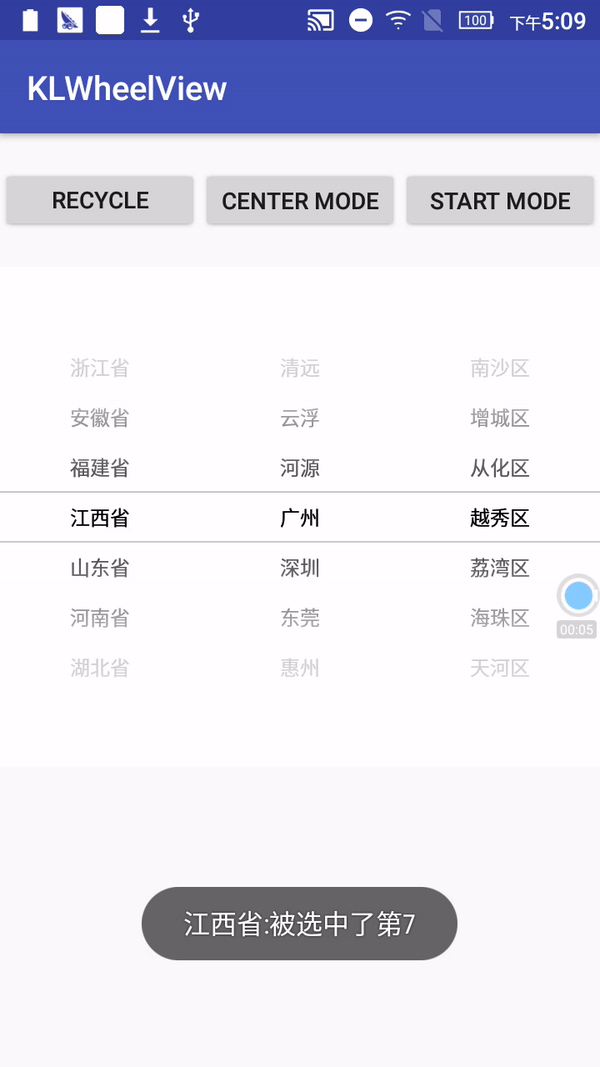 100 下午5:09
KLWheelView
RECYCLE CENTER MODE START MODE
浙江省 清远 南沙区
安徽省 云浮 增城区
福建省 河源 从化区
江西省 广州 越秀区
山东省 深圳 荔湾区
河南省 东莞 海珠区
00:05
湖北省 惠州 天河区
江西省:被选中了第7